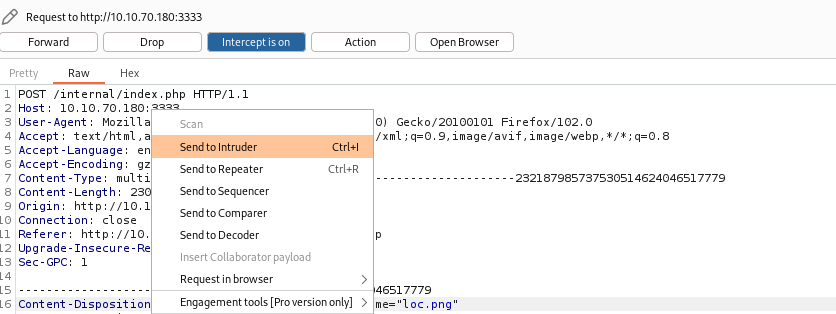 Request to http://10.10.70.180:3333
Forward Drop Intercept is on Action Open Browser
Pretty Raw Hex
1 POST /internal/index.php HTTP/1.1
2 Host: 10.10.70.180:3333
3 User-Agent: Mozilla 0) Gecko/20100101 Firefox/102.0
4 Accept: text/html,a /xml;q=0.9,image/avif,image/webp,*/*;q=0.8
5 Accept-Language: en
6 Accept-Encoding: gz
7 Content-Type: multi --------------------232187985737530514624046517779
8 Content-Length: 230
9 Origin: http://10.1
10 Connection: close
11 Referer: http://10. p
12 Upgrade-Insecure-Re
13 Sec-GPC: 1
14
15 ------------------- 046517779
16 Content-Disposition me="loc.png"
Scan
Send to Intruder Ctrl+I
Send to Repeater Ctrl+R
Send to Sequencer
Send to Comparer
Send to Decoder
Insert Collaborator payload
Request in browser
Engagement tools [Pro version only]